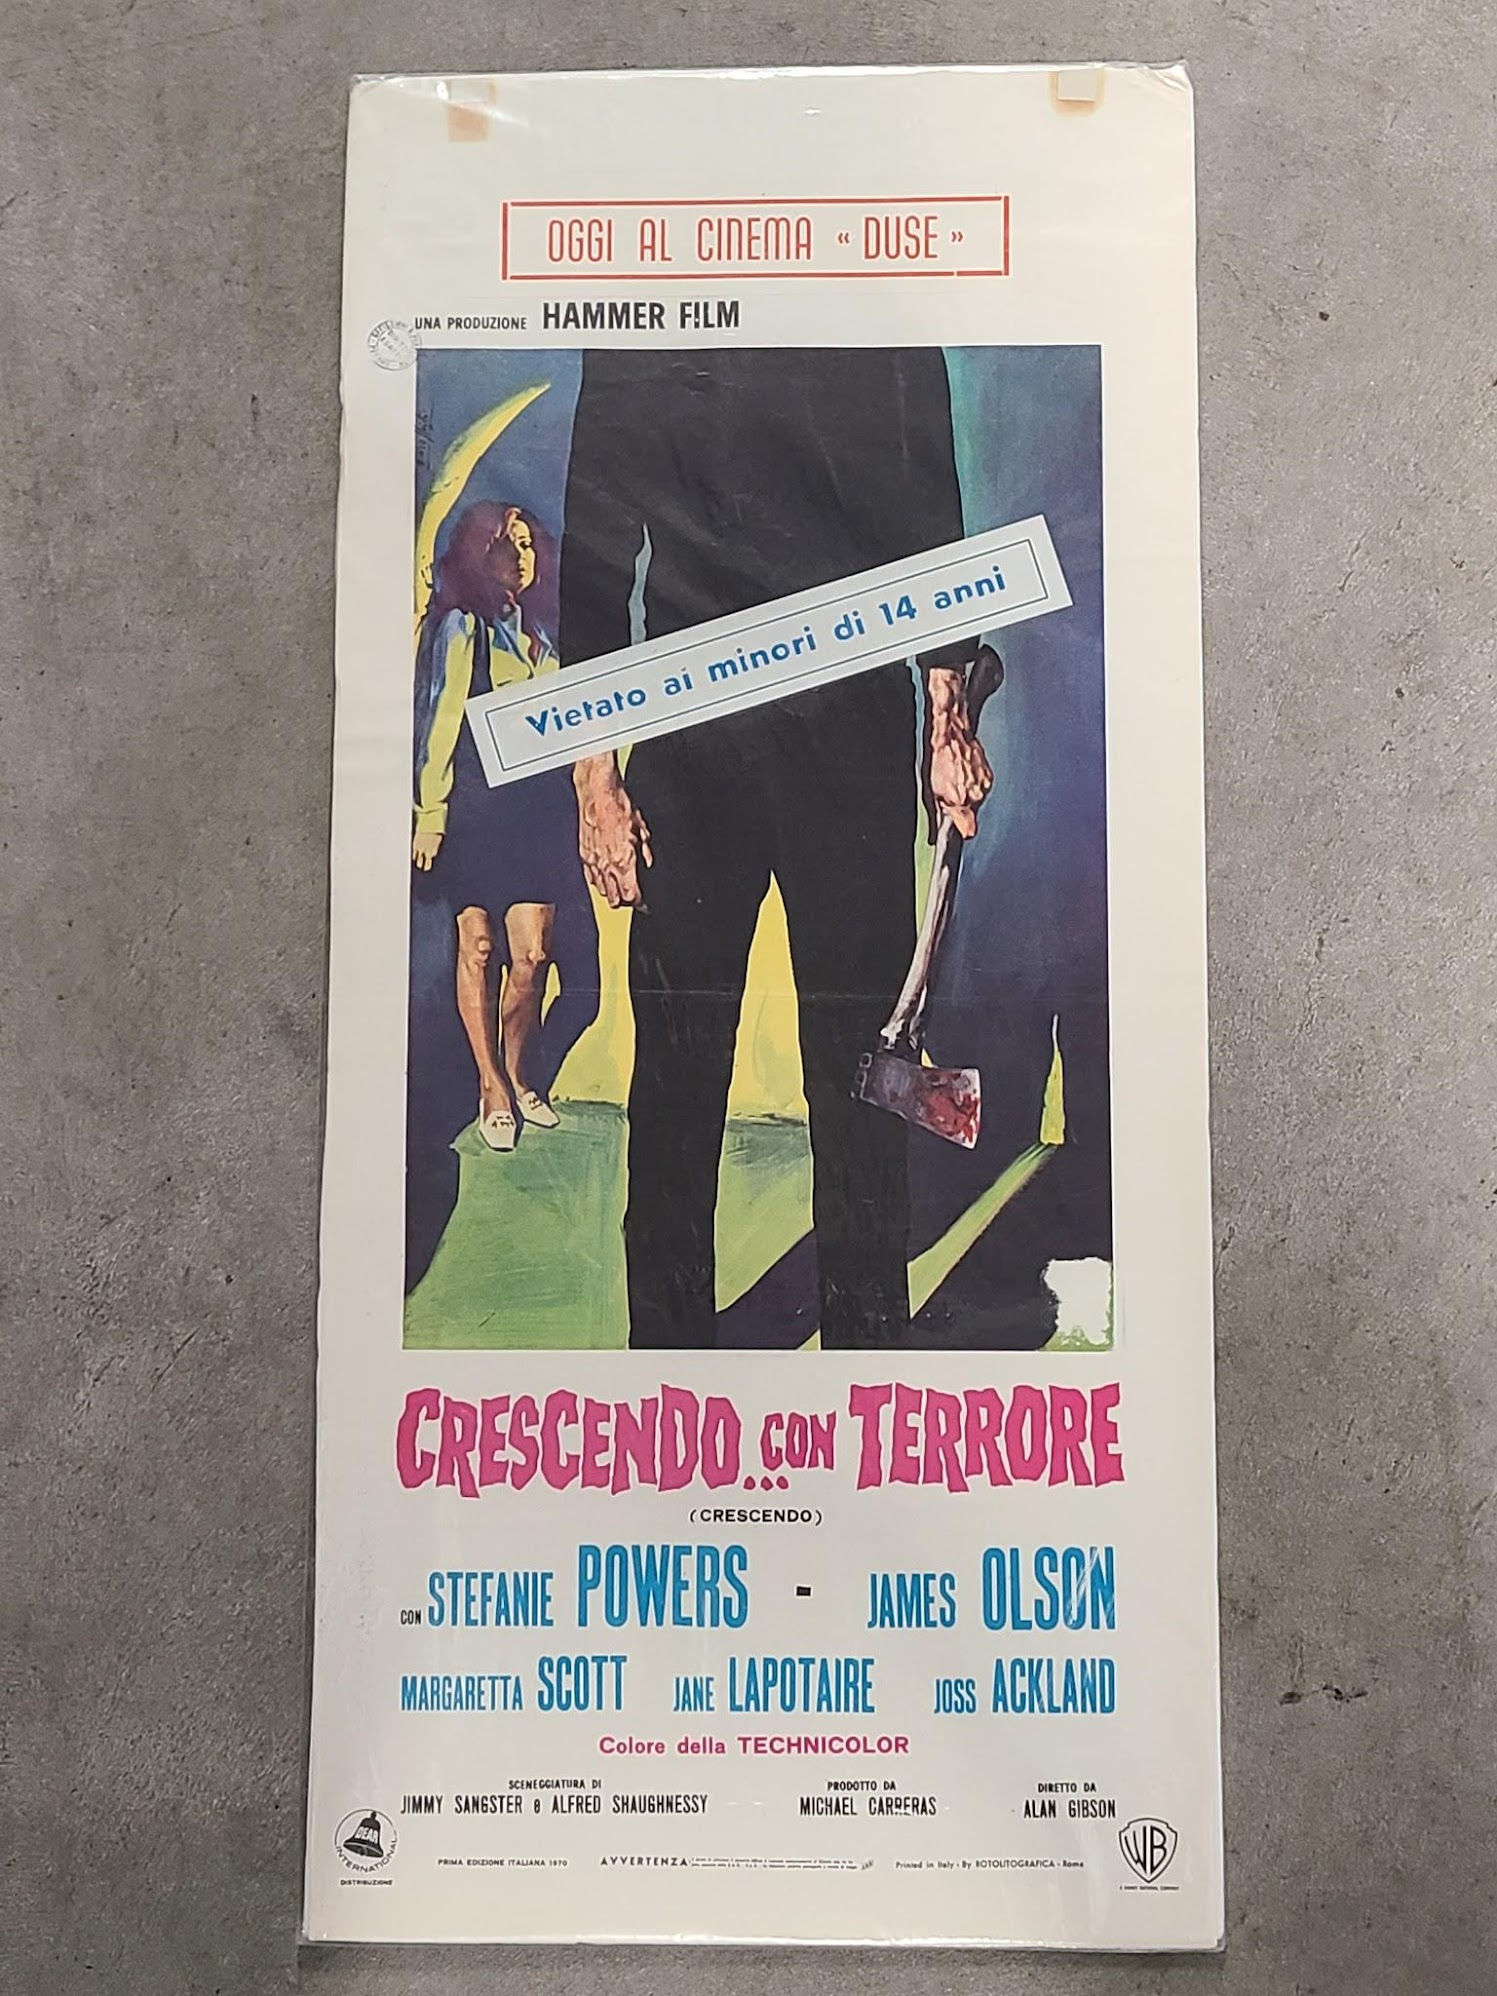 OGGI AL CINEMA « DUSE »
UNA PRODUZIONE HAMMER FILM
Vietato ai minori di 14 anni
CRESCENDO... CON TERRORE
(CRESCENDO)
CON STEFANIE POWERS - JAMES OLSON
MARGARETTA SCOTT JANE LAPOTAIRE JOSS ACKLAND
Colore della TECHNICOLOR
SCENEGGIATURA DI
JIMMY SANGSTER e ALFRED SHAUGHNESSY
PRODOTTO DA
MICHAEL CARRERAS
DIRETTO DA
ALAN GIBSON
DEAR
INTERNATIONAL
DISTRIBUZIONE
PRIMA EDIZIONE ITALIANA 1970
AVVERTENZA
Printed in Italy - By ROTOLITOGRAFICA - Roma
WB